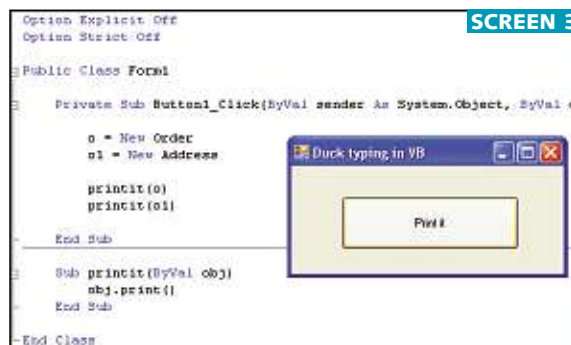 Option Explicit Off
Option Strict Off
SCREEN 3
Public Class Form1
Private Sub Button1_Click(ByVal sender As System.Object, ByVal
o = New Order
o1 = New Address
printit(o)
printit(o1)
End Sub
Duck typing in VB
Print it
Sub printit(ByVal obj)
obj.print()
End Sub
End Class